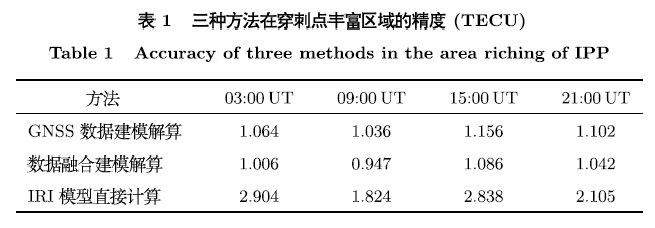 表 1 三种方法在穿刺点丰富区域的精度 (TECU)
Table 1 Accuracy of three methods in the area riching of IPP
方法 03:00 UT 09:00 UT 15:00 UT 21:00 UT
GNSS 数据建模解算 1.064 1.036 1.156 1.102
数据融合建模解算 1.006 0.947 1.086 1.042
IRI 模型直接计算 2.904 1.824 2.838 2.105